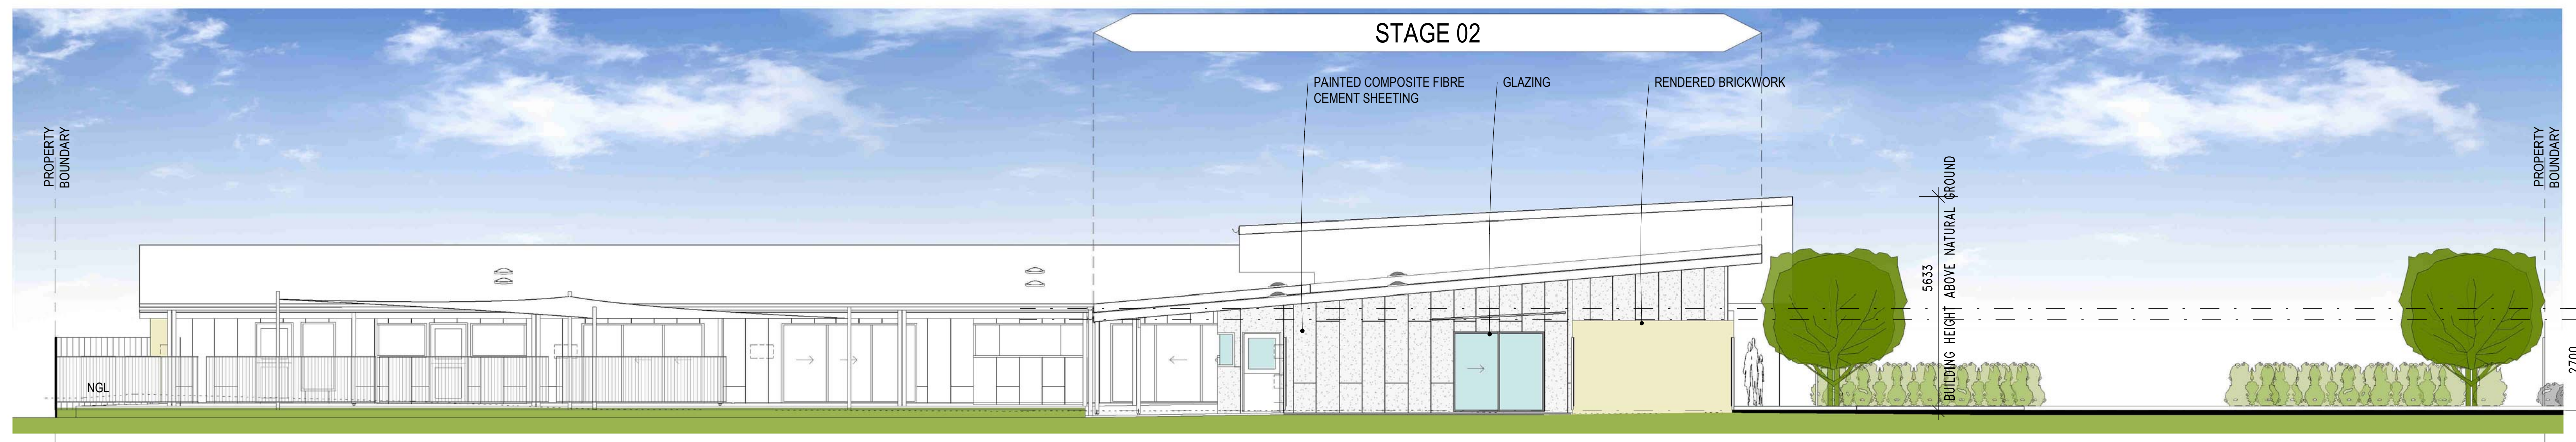 STAGE 02
PAINTED COMPOSITE FIBRE
CEMENT SHEETING
GLAZING
RENDERED BRICKWORK
PROPERTY
BOUNDARY
NGL
5633
BUILDING HEIGHT ABOVE NATURAL GROUND
PROPERTY
BOUNDARY
2700